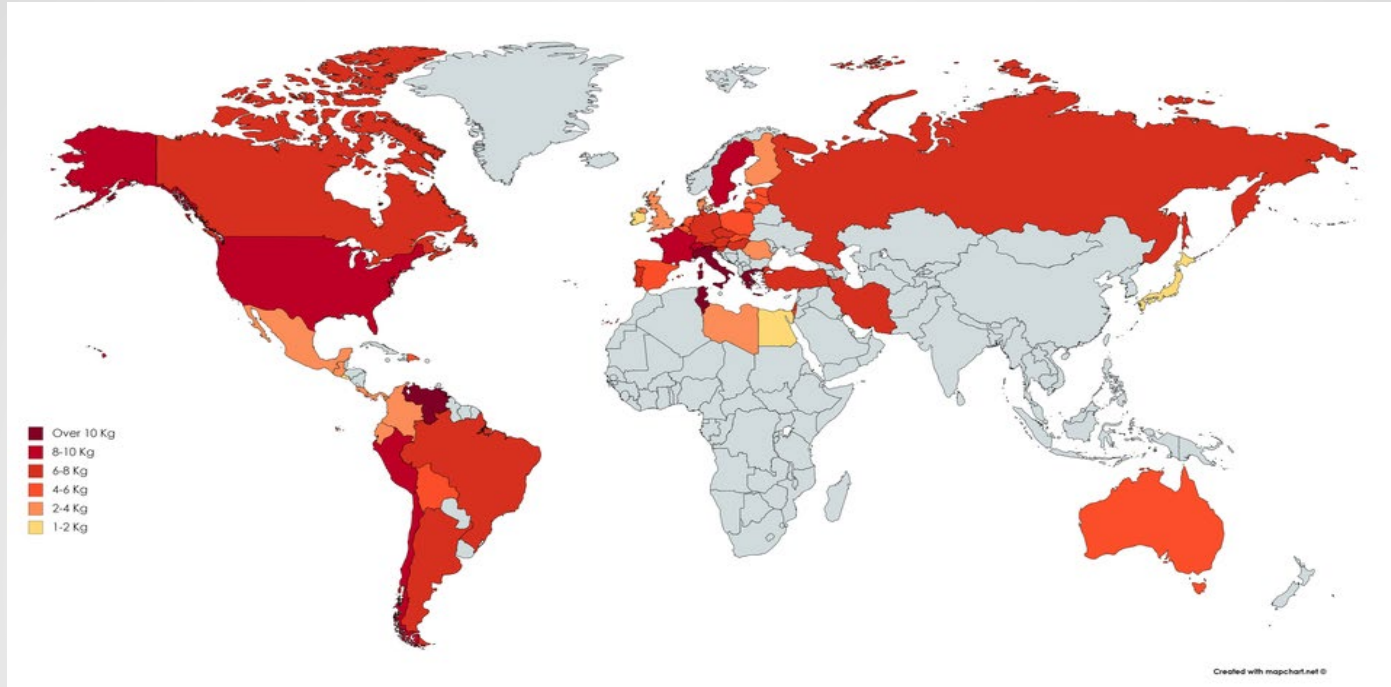 Over 10 Kg
8-10 Kg
6-8 Kg
4-6 Kg
2-4 Kg
1-2 Kg
Created with mapchart.net ©